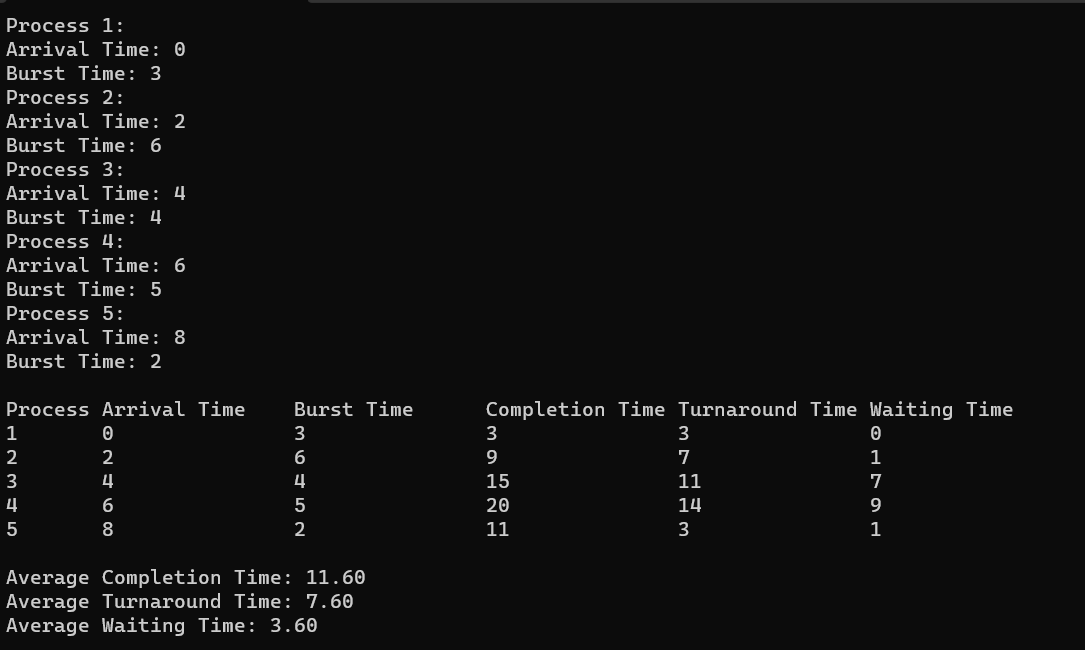 Process 1:
Arrival Time: 0
Burst Time: 3
Process 2:
Arrival Time: 2
Burst Time: 6
Process 3:
Arrival Time: 4
Burst Time: 4
Process 4:
Arrival Time: 6
Burst Time: 5
Process 5:
Arrival Time: 8
Burst Time: 2
Process Arrival Time    Burst Time      Completion Time Turnaround Time Waiting Time
1       0               3               3               3               0
2       2               6               9               7               1
3       4               4               15              11              7
4       6               5               20              14              9
5       8               2               11              3               1
Average Completion Time: 11.60
Average Turnaround Time: 7.60
Average Waiting Time: 3.60